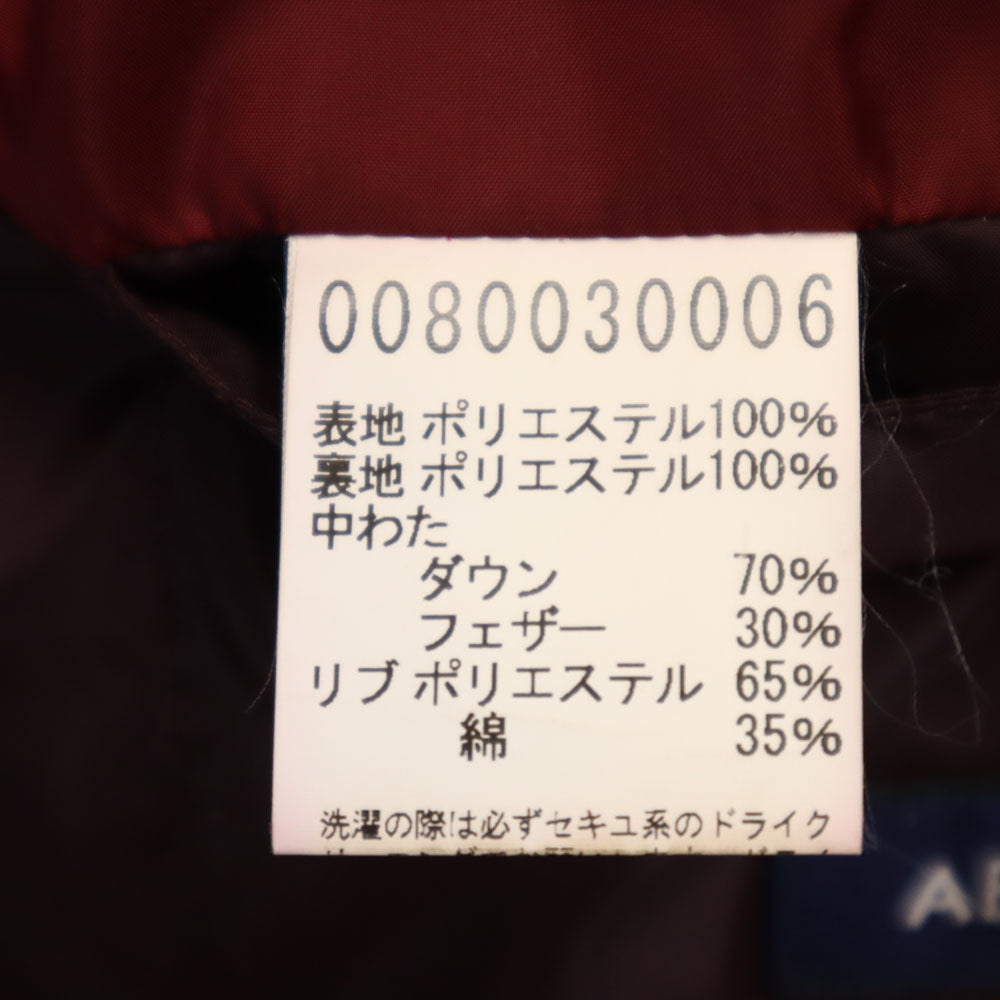 0080030006
表地 ポリエステル100%
裏地 ポリエステル100%
中わた
ダウン 70%
フェザー 30%
リブ ポリエステル 65%
綿 35%
洗濯の際は必ずセキユ系のドライク